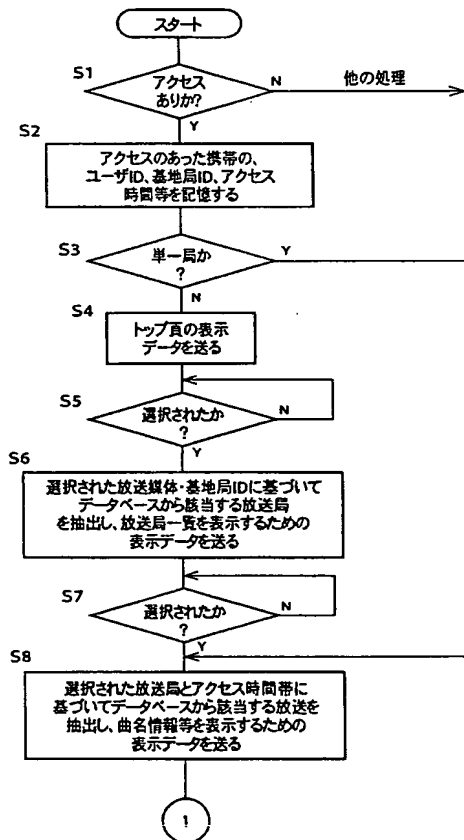 スタート
S1
アクセス
ありか?
N
他の処理
Y
S2
アクセスのあった携帯の、
ユーザID、基地局ID、アクセス
時間等を記憶する
S3
単一局か
?
Y
N
S4
トップ頁の表示
データを送る
S5
選択されたか
?
N
Y
S6
選択された放送媒体・基地局IDに基づいて
データベースから該当する放送局
を抽出し、放送局一覧を表示するための
表示データを送る
S7
選択されたか
?
N
Y
S8
選択された放送局とアクセス時間帯に
基づいてデータベースから該当する放送を
抽出し、曲名情報等を表示するための
表示データを送る
1